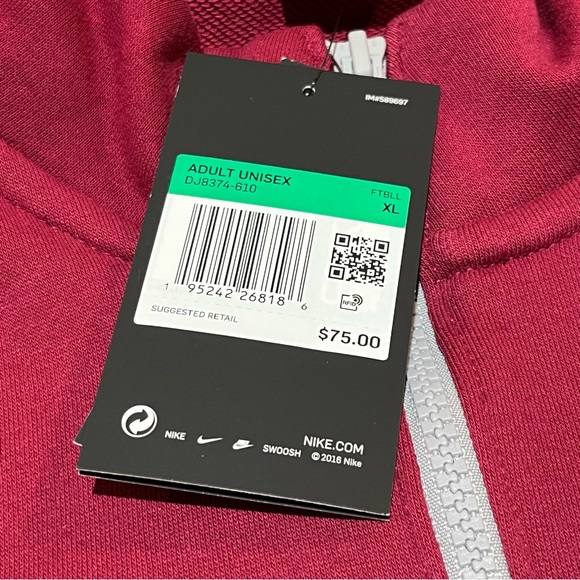 IM#589697
ADULT UNISEX
DJ8374-610
FTBLL
XL
1 95242 26818 6
RFID
SUGGESTED RETAIL
$75.00
NIKE
SWOOSH
NIKE.COM
© 2016 Nike